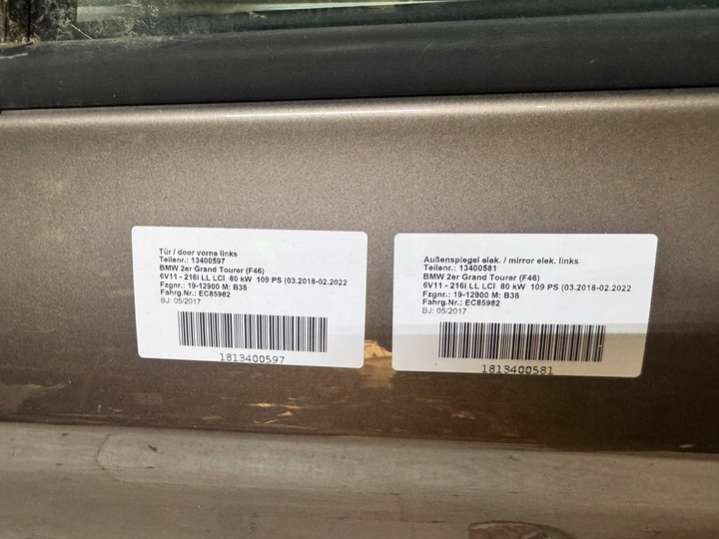 Tür / door vorne links
Teilenr.: 13400597
BMW 2er Grand Tourer (F46)
6V11 - 216i LL LCI 80 kW 109 PS (03.2018-02.2022
Fzgnr.: 19-12900 M: B38
Fahrg.Nr.: EC85982
BJ: 05/2017
1813400597
Außenspiegel elek. / mirror elek. links
Teilenr.: 13400581
BMW 2er Grand Tourer (F46)
6V11 - 216i LL LCI 80 kW 109 PS (03.2018-02.2022
Fzgnr.: 19-12900 M: B38
Fahrg.Nr.: EC85982
BJ: 05/2017
1813400581